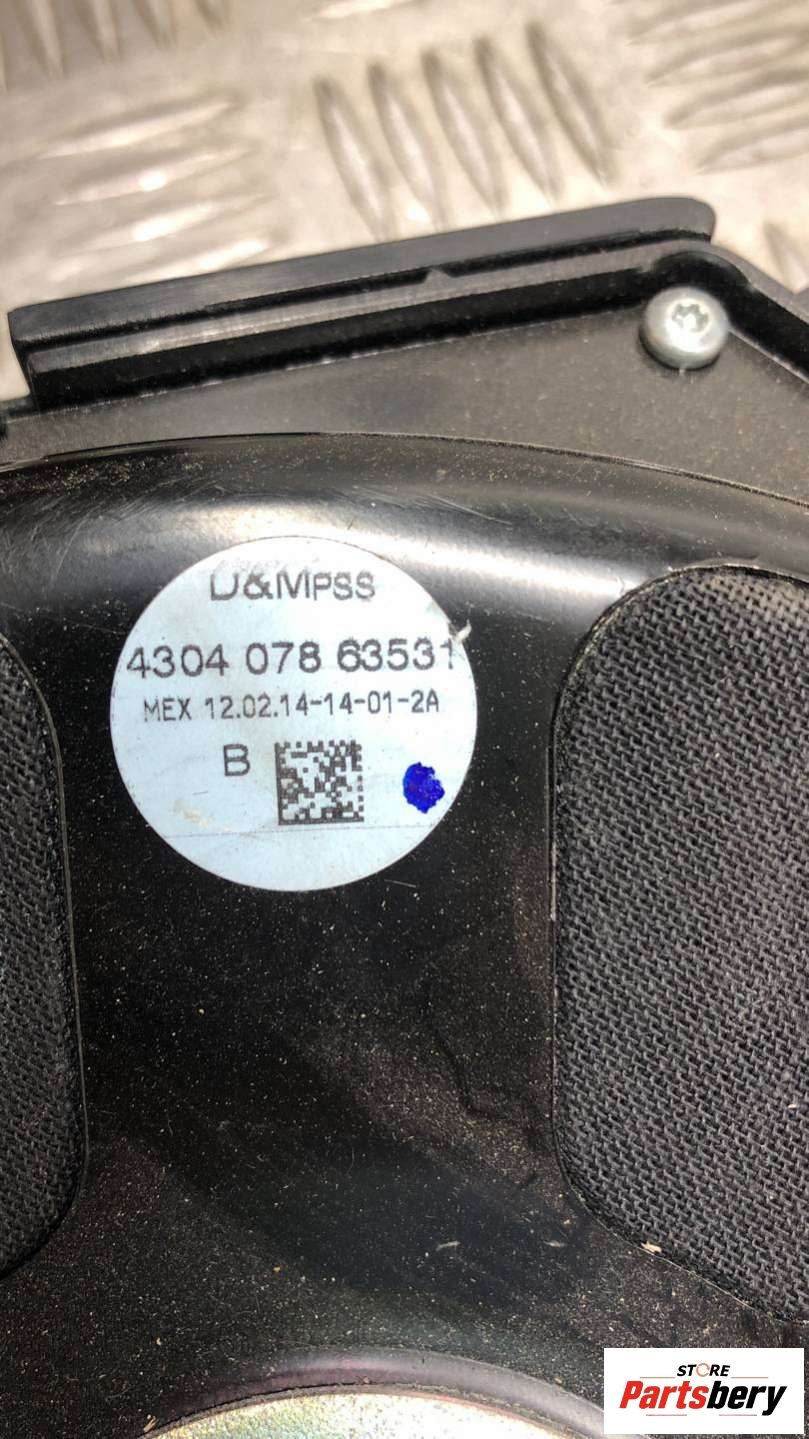 D&MPSS
4304 078 63531
MEX 12.02.14-14-01-2A
B
STORE
Partsbery